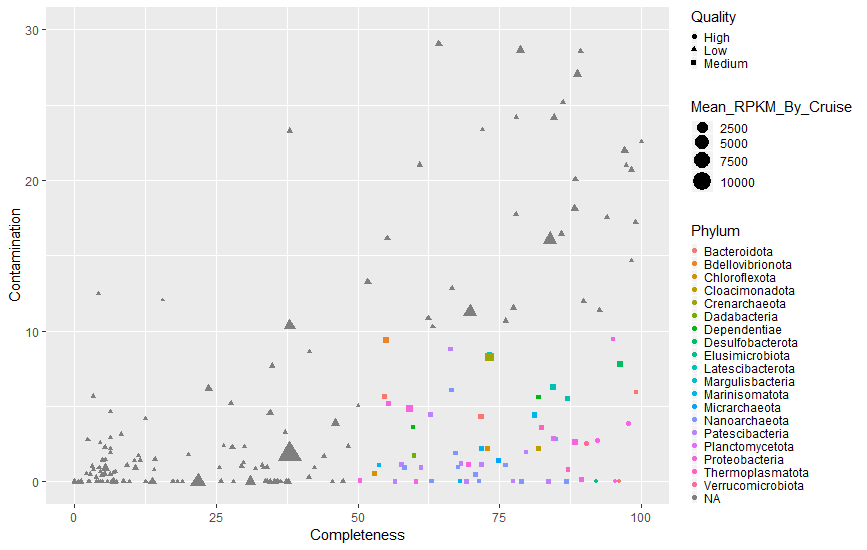 30
20
10
0
Contamination
0
25
50
75
100
Completeness
Quality
High
Low
Medium
Mean_RPKM_By_Cruise
2500
5000
7500
10000
Phylum
Bacteroidota
Bdellovibrionota
Chloroflexota
Cloacimonadota
Crenarchaeota
Dadabacteria
Dependentiae
Desulfobacterota
Elusimicrobiota
Latescibacterota
Margulisbacteria
Marinisomatota
Micrarchaeota
Nanoarchaeota
Patescibacteria
Planctomycetota
Proteobacteria
Thermoplasmatota
Verrucomicrobiota
NA